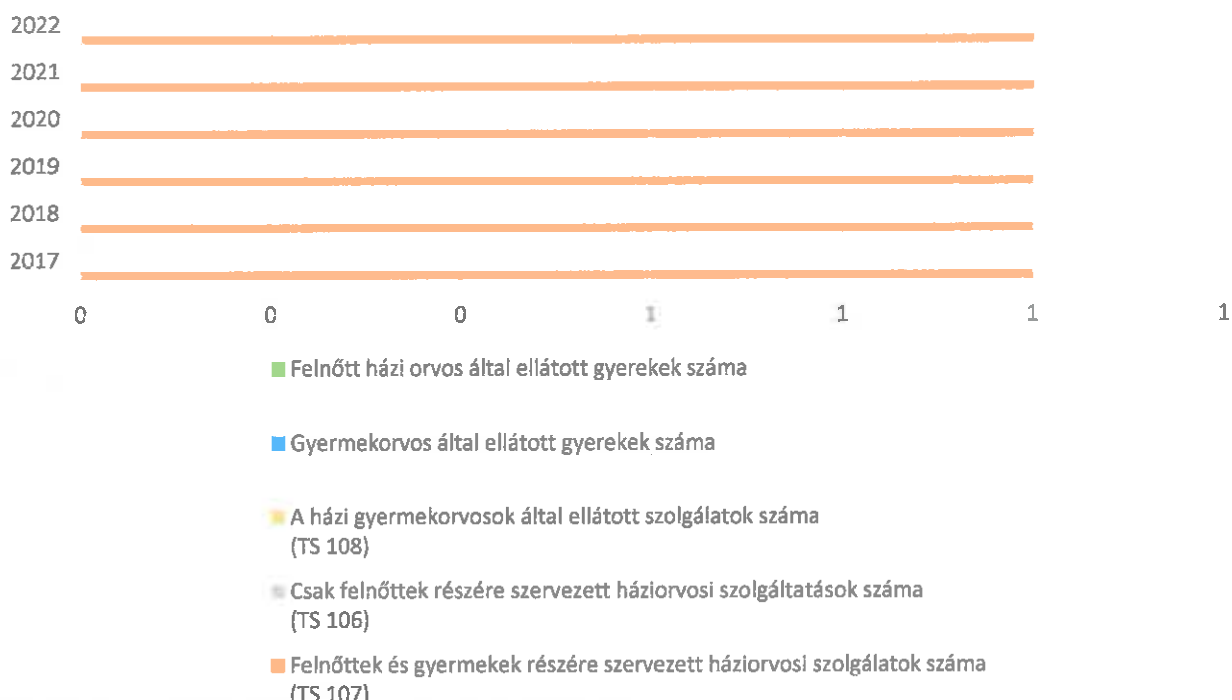 2022
2021
2020
2019
2018
2017
0 0 0 1 1 1 1
Felnőtt házi orvos által ellátott gyerekek száma
Gyermekorvos által ellátott gyerekek száma
A házi gyermekorvosok által ellátott szolgálatok száma
(TS 108)
Csak felnőttek részére szervezett háziorvosi szolgáltatások száma
(TS 106)
Felnőttek és gyermekek részére szervezett háziorvosi szolgálatok száma
(TS 107)